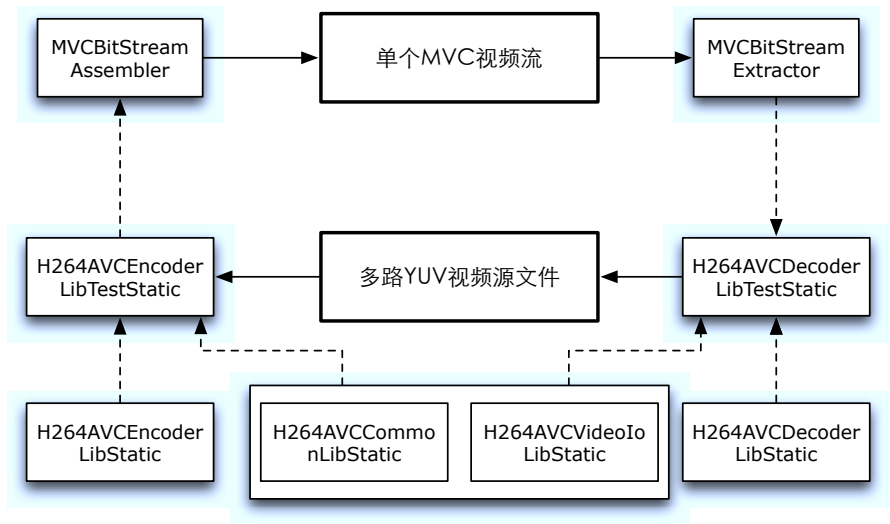 MVCBitStream
Assembler
单个MVC视频流
MVCBitStream
Extractor
H264AVCEncoder
LibTestStatic
多路YUV视频源文件
H264AVCDecoder
LibTestStatic
H264AVCEncoder
LibStatic
H264AVCCommo
nLibStatic
H264AVCVideoIo
LibStatic
H264AVCDecoder
LibStatic